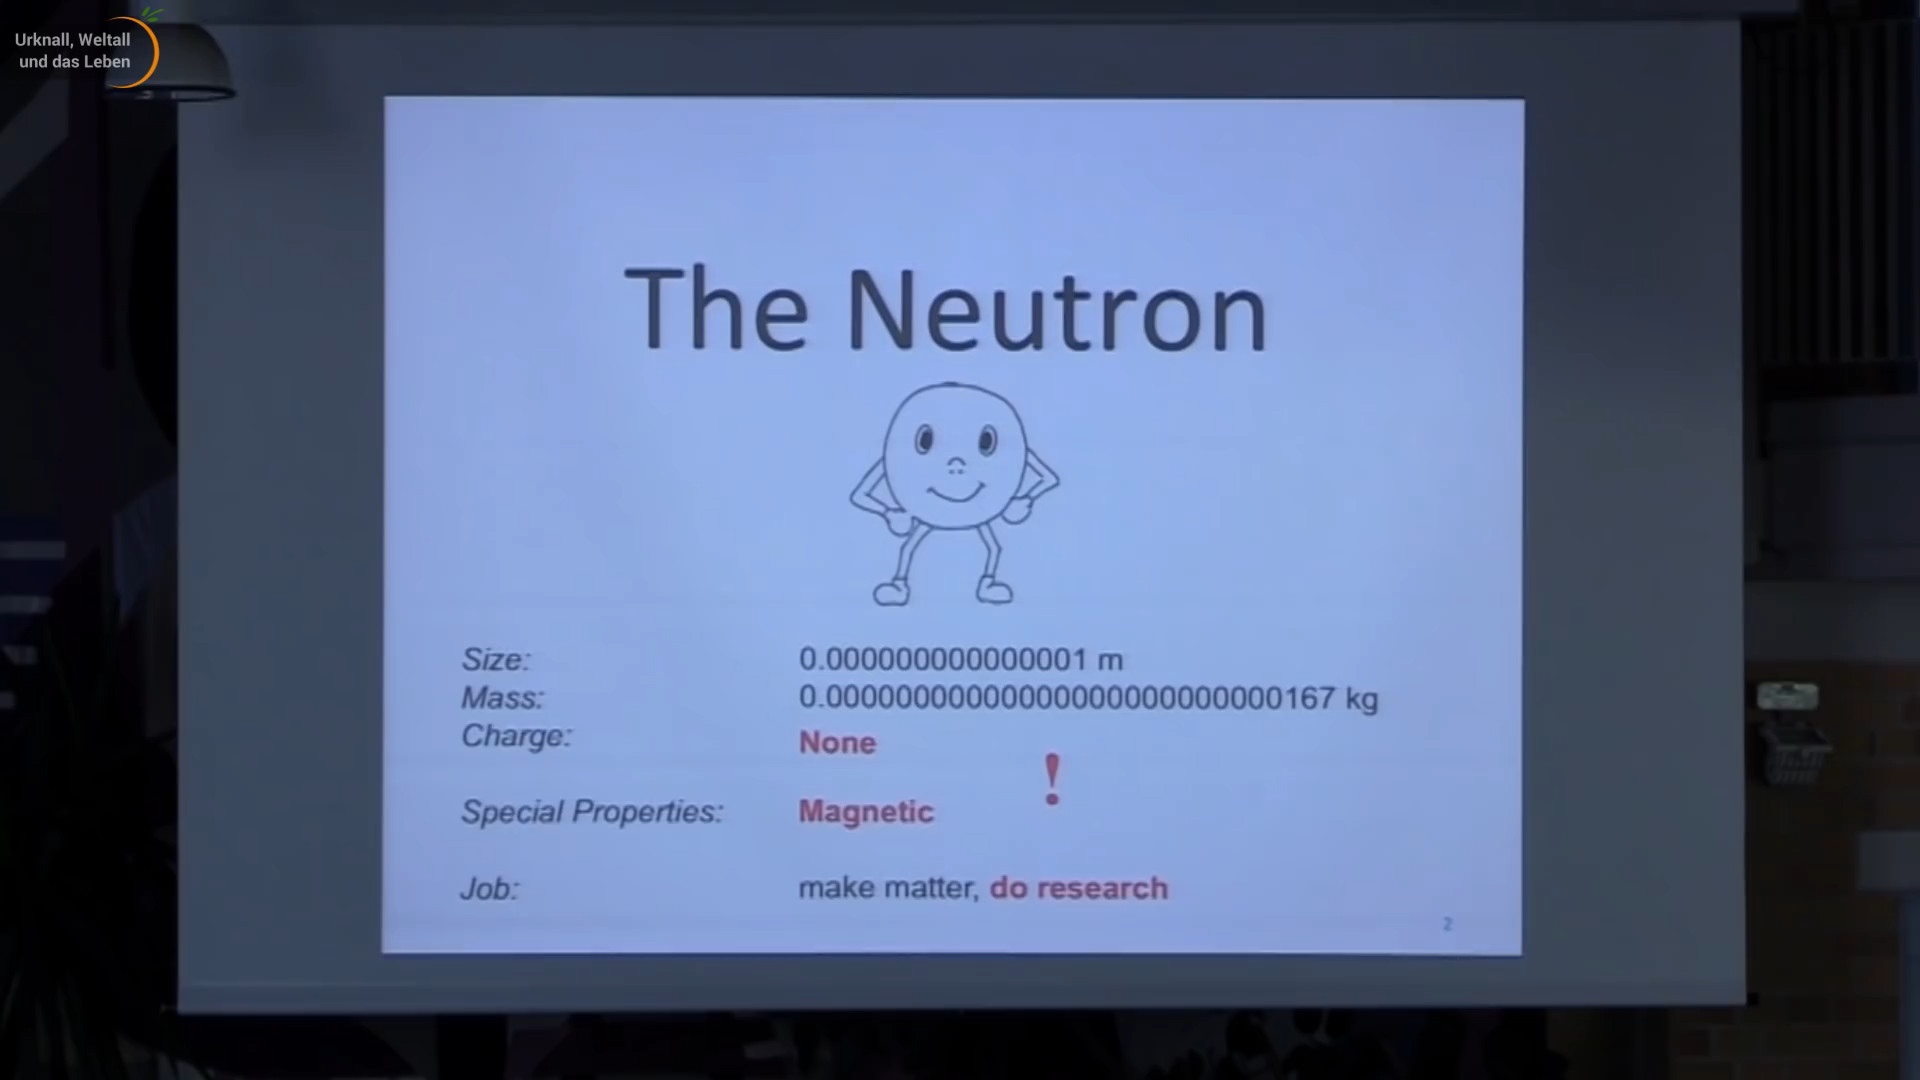 Urknall, Weltall
und das Leben
The Neutron
Size: 0.000000000000001 m
Mass: 0.00000000000000000000000000167 kg
Charge: None
!
Special Properties: Magnetic
Job: make matter, do research
2